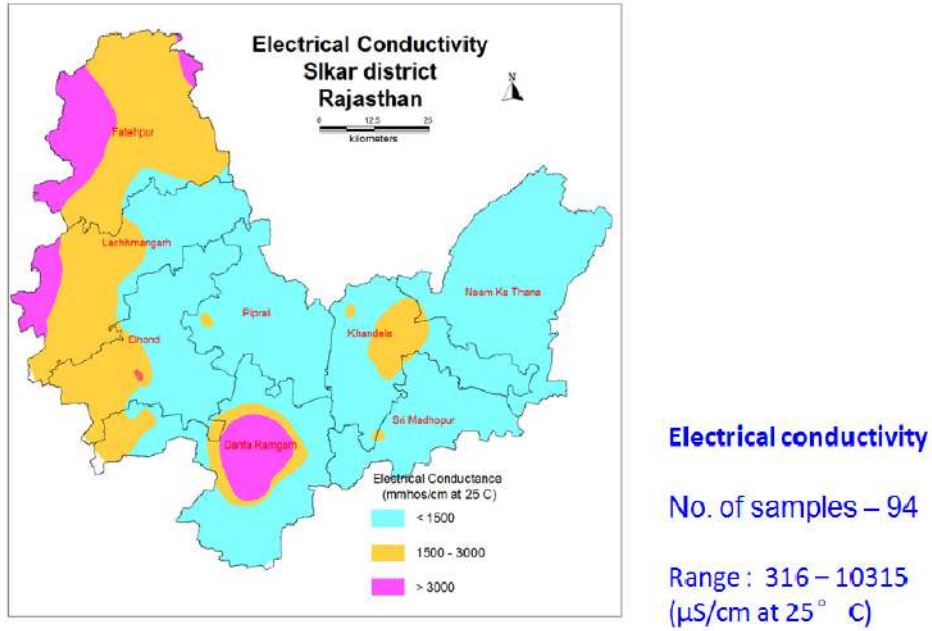 Electrical Conductivity
SIkar district
Rajasthan
N
0 12.5 25
kilometers
Fatehpur
Lachhmangarh
Neem Ka Thana
Piprali
Khandela
Dhond
Sri Madhopur
Danta Ramgarh
Electrical Conductance
(mmhos/cm at 25 C)
< 1500
1500 - 3000
> 3000
Electrical conductivity
No. of samples – 94
Range : 316 – 10315
(µS/cm at 25° C)